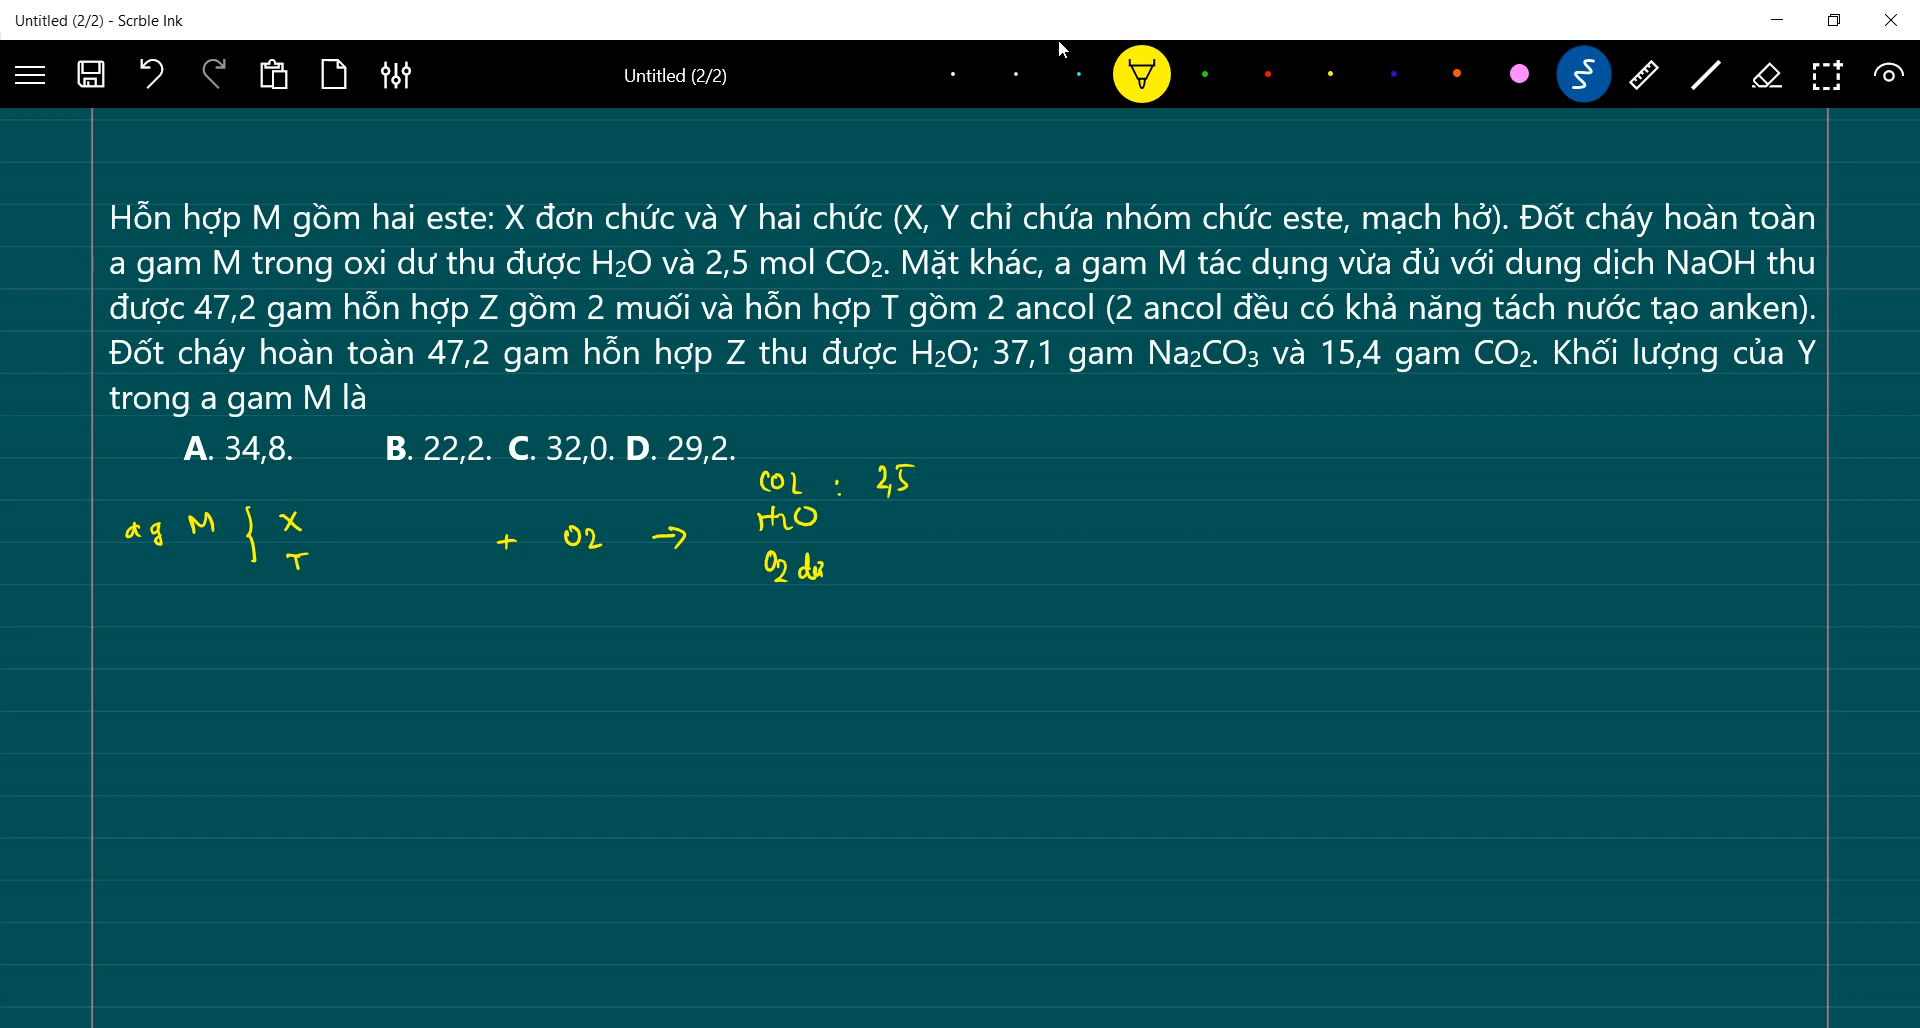 Untitled (2/2) - Scrble Ink
Untitled (2/2)
Hỗn hợp M gồm hai este: X đơn chức và Y hai chức (X, Y chỉ chứa nhóm chức este, mạch hở). Đốt cháy hoàn toàn
a gam M trong oxi dư thu được H₂O và 2,5 mol CO₂. Mặt khác, a gam M tác dụng vừa đủ với dung dịch NaOH thu
được 47,2 gam hỗn hợp Z gồm 2 muối và hỗn hợp T gồm 2 ancol (2 ancol đều có khả năng tách nước tạo anken).
Đốt cháy hoàn toàn 47,2 gam hỗn hợp Z thu được H₂O; 37,1 gam Na₂CO₃ và 15,4 gam CO₂. Khối lượng của Y
trong a gam M là
A. 34,8. B. 22,2. C. 32,0. D. 29,2.
CO2 : 2,5
a g M { X + O2 → H2O
T
O2 dư